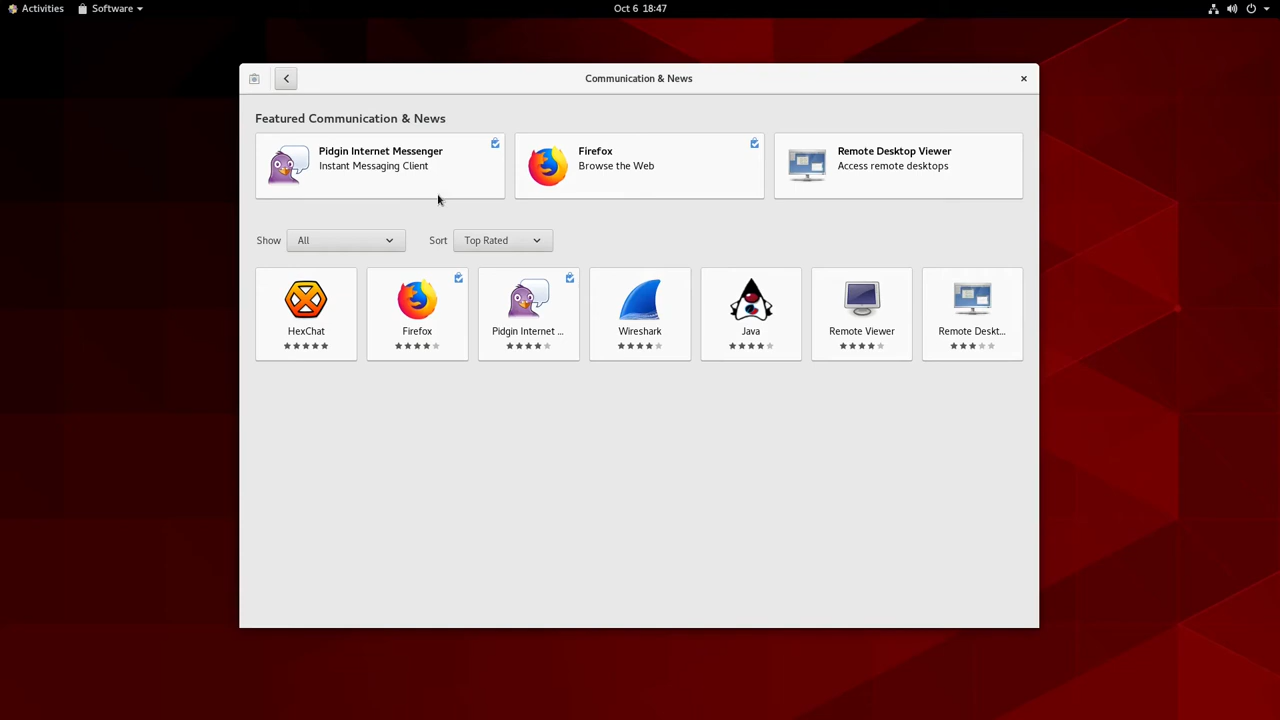 Activities
Software
Oct 6 18:47
Communication & News
Featured Communication & News
Pidgin Internet Messenger
Instant Messaging Client
Firefox
Browse the Web
Remote Desktop Viewer
Access remote desktops
Show All Sort Top Rated
HexChat
Firefox
Pidgin Internet ...
Wireshark
Java
Remote Viewer
Remote Deskt...